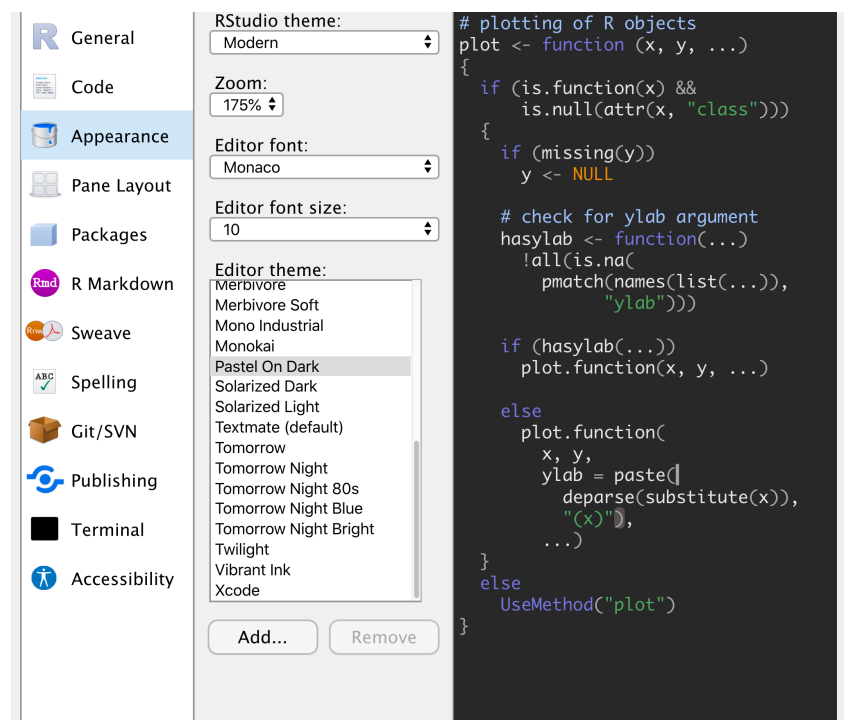 R General
Code
Appearance
Pane Layout
Packages
Rmd R Markdown
Rnw Sweave
ABC Spelling
Git/SVN
Publishing
Terminal
Accessibility
RStudio theme:
Modern
Zoom:
175%
Editor font:
Monaco
Editor font size:
10
Editor theme:
Merbivore
Merbivore Soft
Mono Industrial
Monokai
Pastel On Dark
Solarized Dark
Solarized Light
Textmate (default)
Tomorrow
Tomorrow Night
Tomorrow Night 80s
Tomorrow Night Blue
Tomorrow Night Bright
Twilight
Vibrant Ink
Xcode
Add...
Remove
# plotting of R objects
plot <- function (x, y, ...)
{
  if (is.function(x) &&
      is.null(attr(x, "class")))
  {
    if (missing(y))
      y <- NULL

    # check for ylab argument
    hasylab <- function(...)
      !all(is.na(
        pmatch(names(list(...)),
              "ylab")))

    if (hasylab(...))
      plot.function(x, y, ...)

    else
      plot.function(
        x, y,
        ylab = paste(
          deparse(substitute(x)),
          "(x)"),
        ...)
  }
  else
    UseMethod("plot")
}